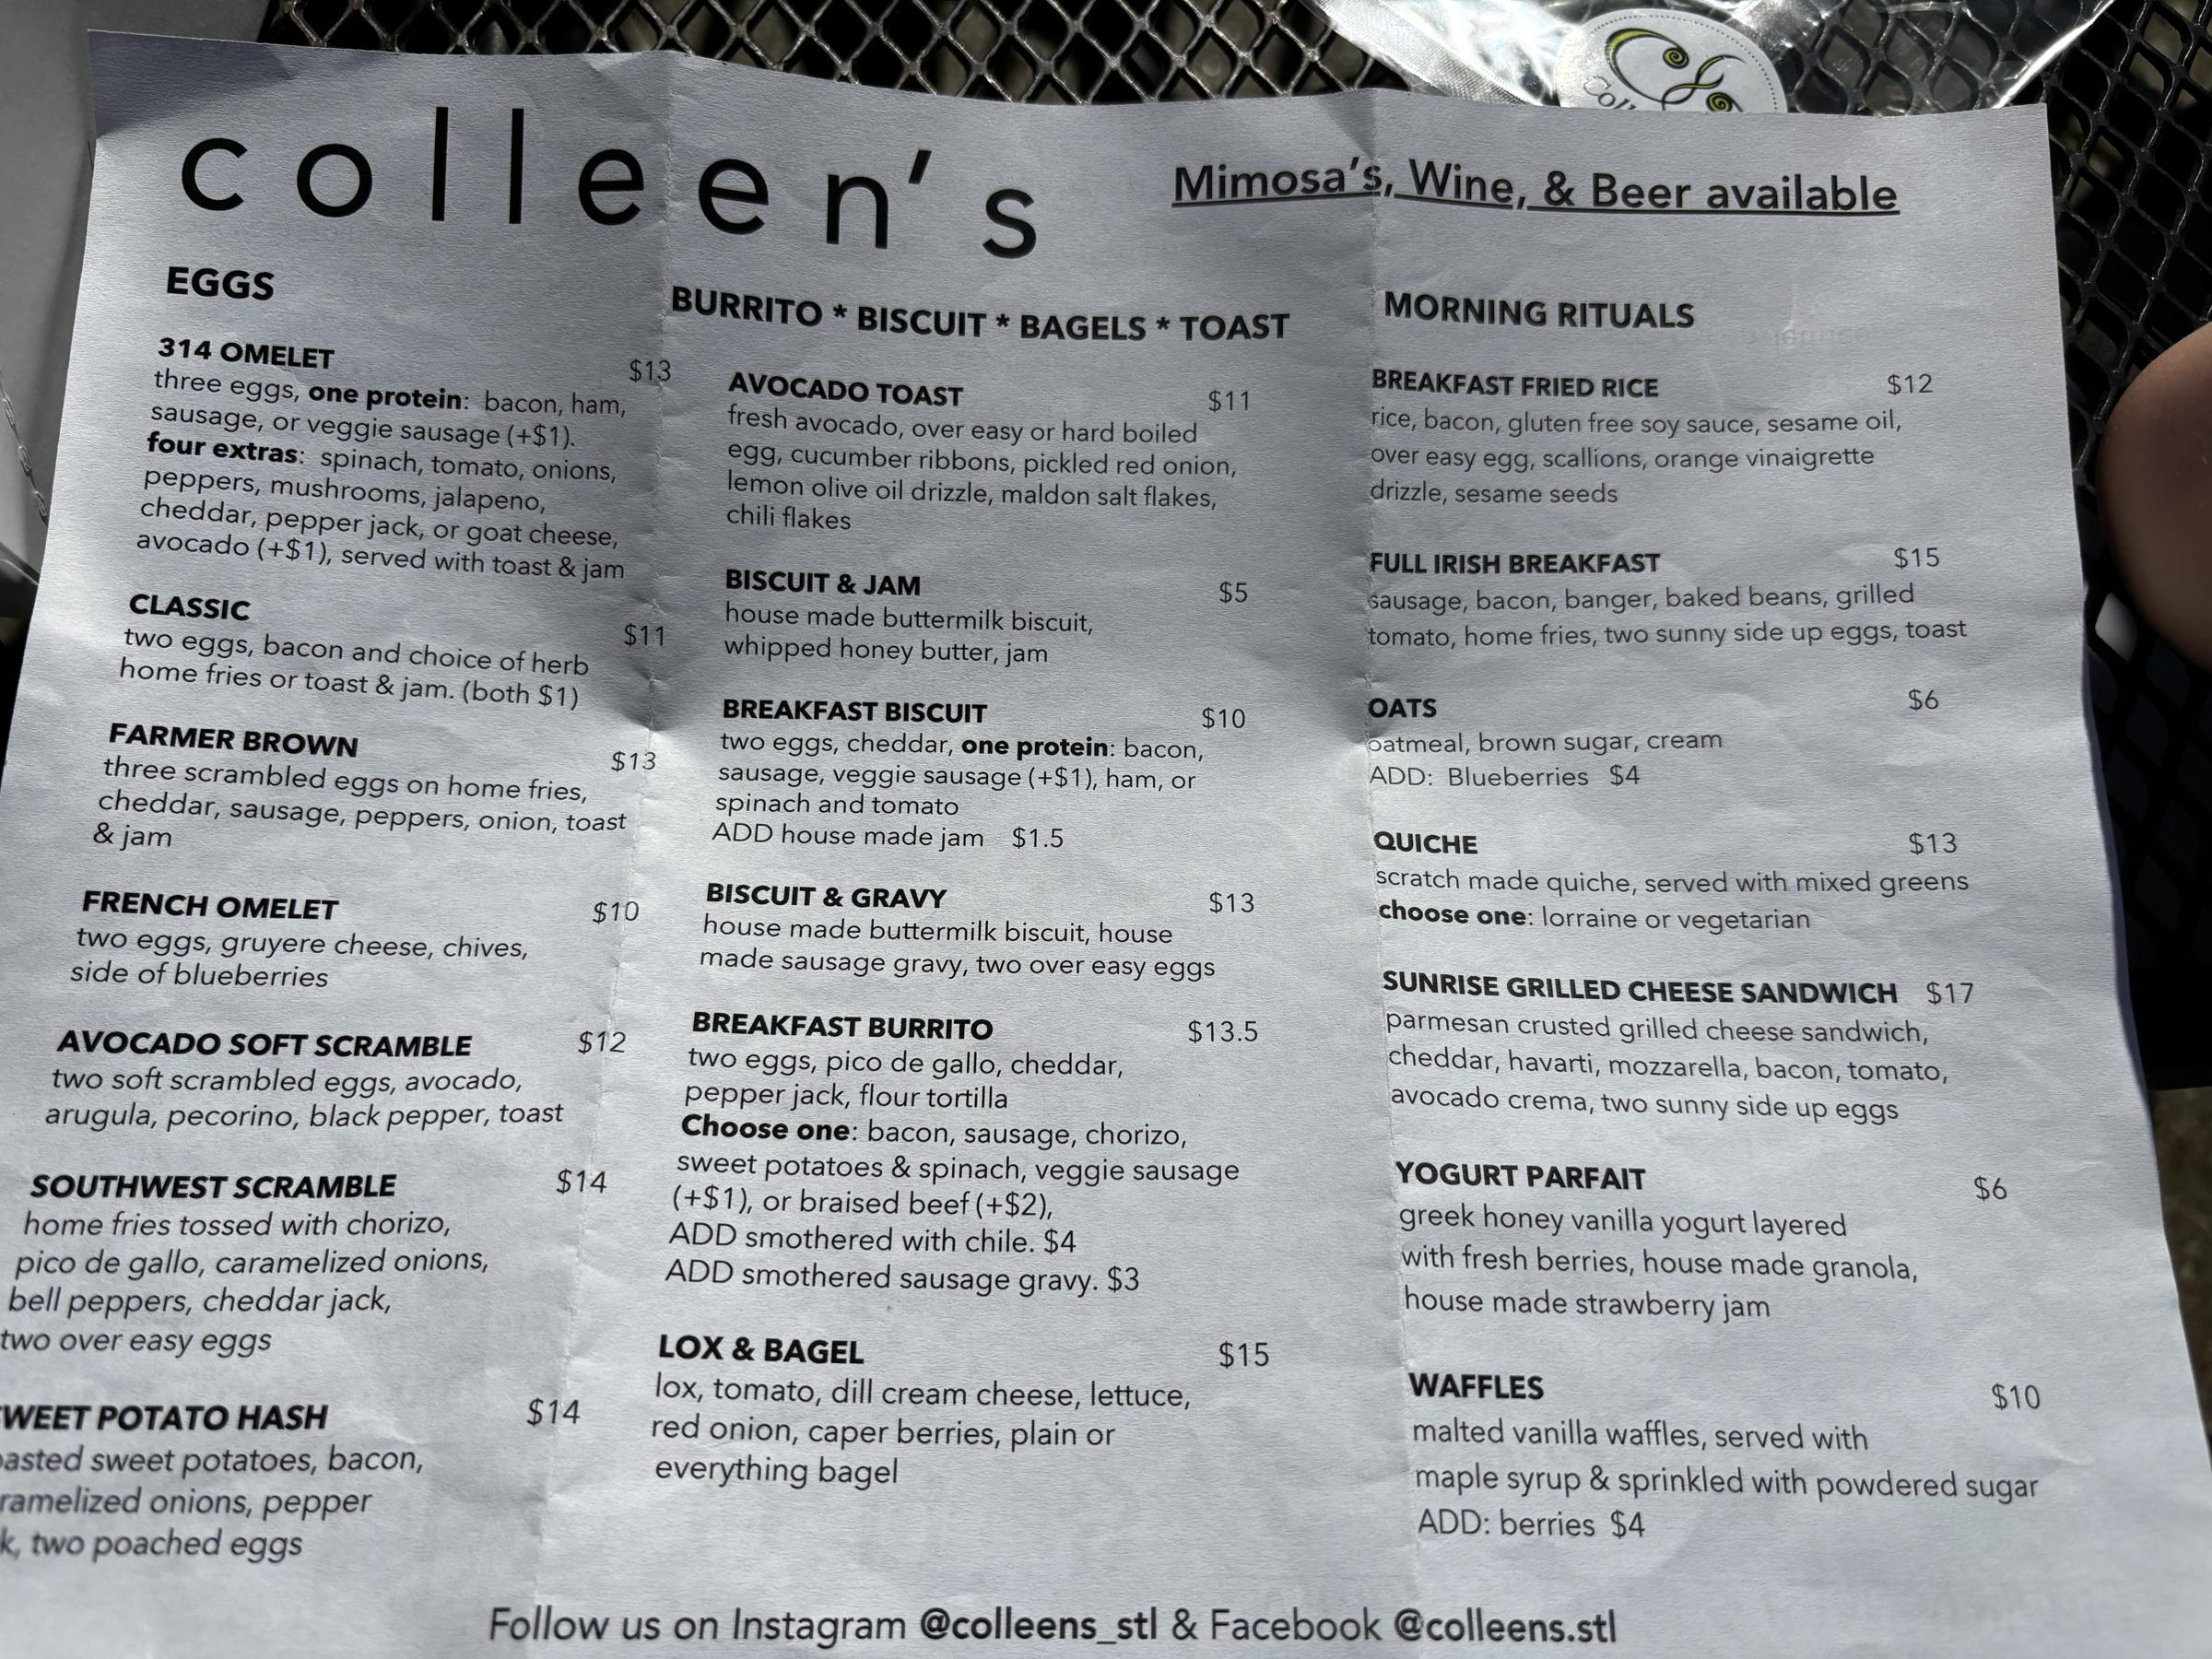 colleen's
Mimosa's, Wine, & Beer available
EGGS
314 OMELET $13
three eggs, one protein: bacon, ham,
sausage, or veggie sausage (+$1).
four extras: spinach, tomato, onions,
peppers, mushrooms, jalapeno,
cheddar, pepper jack, or goat cheese,
avocado (+$1), served with toast & jam
CLASSIC $11
two eggs, bacon and choice of herb
home fries or toast & jam. (both $1)
FARMER BROWN $13
three scrambled eggs on home fries,
cheddar, sausage, peppers, onion, toast
& jam
FRENCH OMELET $10
two eggs, gruyere cheese, chives,
side of blueberries
AVOCADO SOFT SCRAMBLE $12
two soft scrambled eggs, avocado,
arugula, pecorino, black pepper, toast
SOUTHWEST SCRAMBLE $14
home fries tossed with chorizo,
pico de gallo, caramelized onions,
bell peppers, cheddar jack,
two over easy eggs
WEET POTATO HASH $14
asted sweet potatoes, bacon,
ramelized onions, pepper
k, two poached eggs
BURRITO * BISCUIT * BAGELS * TOAST
AVOCADO TOAST $11
fresh avocado, over easy or hard boiled
egg, cucumber ribbons, pickled red onion,
lemon olive oil drizzle, maldon salt flakes,
chili flakes
BISCUIT & JAM $5
house made buttermilk biscuit,
whipped honey butter, jam
BREAKFAST BISCUIT $10
two eggs, cheddar, one protein: bacon,
sausage, veggie sausage (+$1), ham, or
spinach and tomato
ADD house made jam $1.5
BISCUIT & GRAVY $13
house made buttermilk biscuit, house
made sausage gravy, two over easy eggs
BREAKFAST BURRITO $13.5
two eggs, pico de gallo, cheddar,
pepper jack, flour tortilla
Choose one: bacon, sausage, chorizo,
sweet potatoes & spinach, veggie sausage
(+$1), or braised beef (+$2),
ADD smothered with chile. $4
ADD smothered sausage gravy. $3
LOX & BAGEL $15
lox, tomato, dill cream cheese, lettuce,
red onion, caper berries, plain or
everything bagel
MORNING RITUALS
BREAKFAST FRIED RICE $12
rice, bacon, gluten free soy sauce, sesame oil,
over easy egg, scallions, orange vinaigrette
drizzle, sesame seeds
FULL IRISH BREAKFAST $15
sausage, bacon, banger, baked beans, grilled
tomato, home fries, two sunny side up eggs, toast
OATS $6
oatmeal, brown sugar, cream
ADD: Blueberries $4
QUICHE $13
scratch made quiche, served with mixed greens
choose one: lorraine or vegetarian
SUNRISE GRILLED CHEESE SANDWICH $17
parmesan crusted grilled cheese sandwich,
cheddar, havarti, mozzarella, bacon, tomato,
avocado crema, two sunny side up eggs
YOGURT PARFAIT $6
greek honey vanilla yogurt layered
with fresh berries, house made granola,
house made strawberry jam
WAFFLES $10
malted vanilla waffles, served with
maple syrup & sprinkled with powdered sugar
ADD: berries $4
Follow us on Instagram @colleens_stl & Facebook @colleens.stl